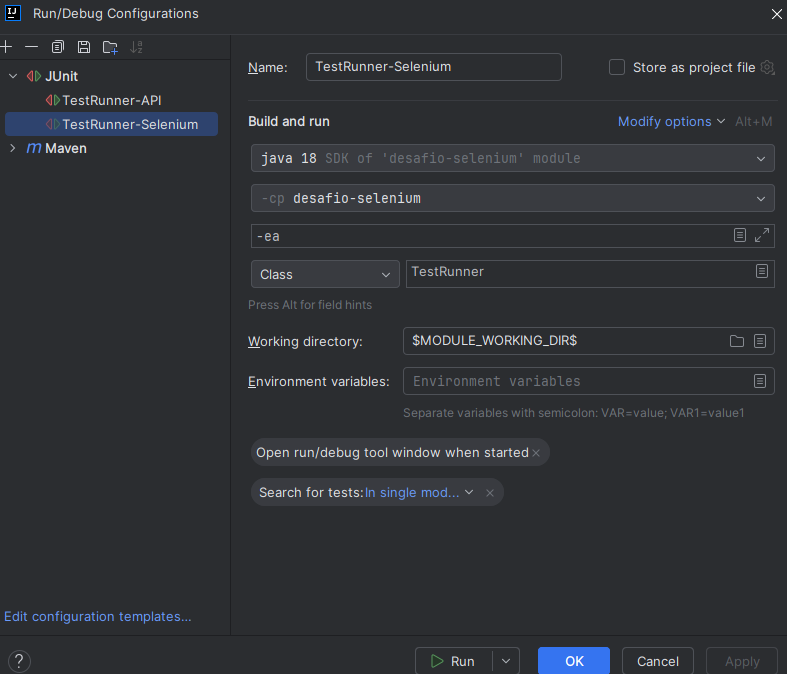 IJ Run/Debug Configurations
JUnit
TestRunner-API
TestRunner-Selenium
m Maven
Edit configuration templates...
?
Name: TestRunner-Selenium Store as project file
Build and run Modify options Alt+M
java 18 SDK of 'desafio-selenium' module
-cp desafio-selenium
-ea
Class TestRunner
Press Alt for field hints
Working directory: $MODULE_WORKING_DIR$
Environment variables: Environment variables
Separate variables with semicolon: VAR=value; VAR1=value1
Open run/debug tool window when started
Search for tests: In single mod...
Run OK Cancel Apply